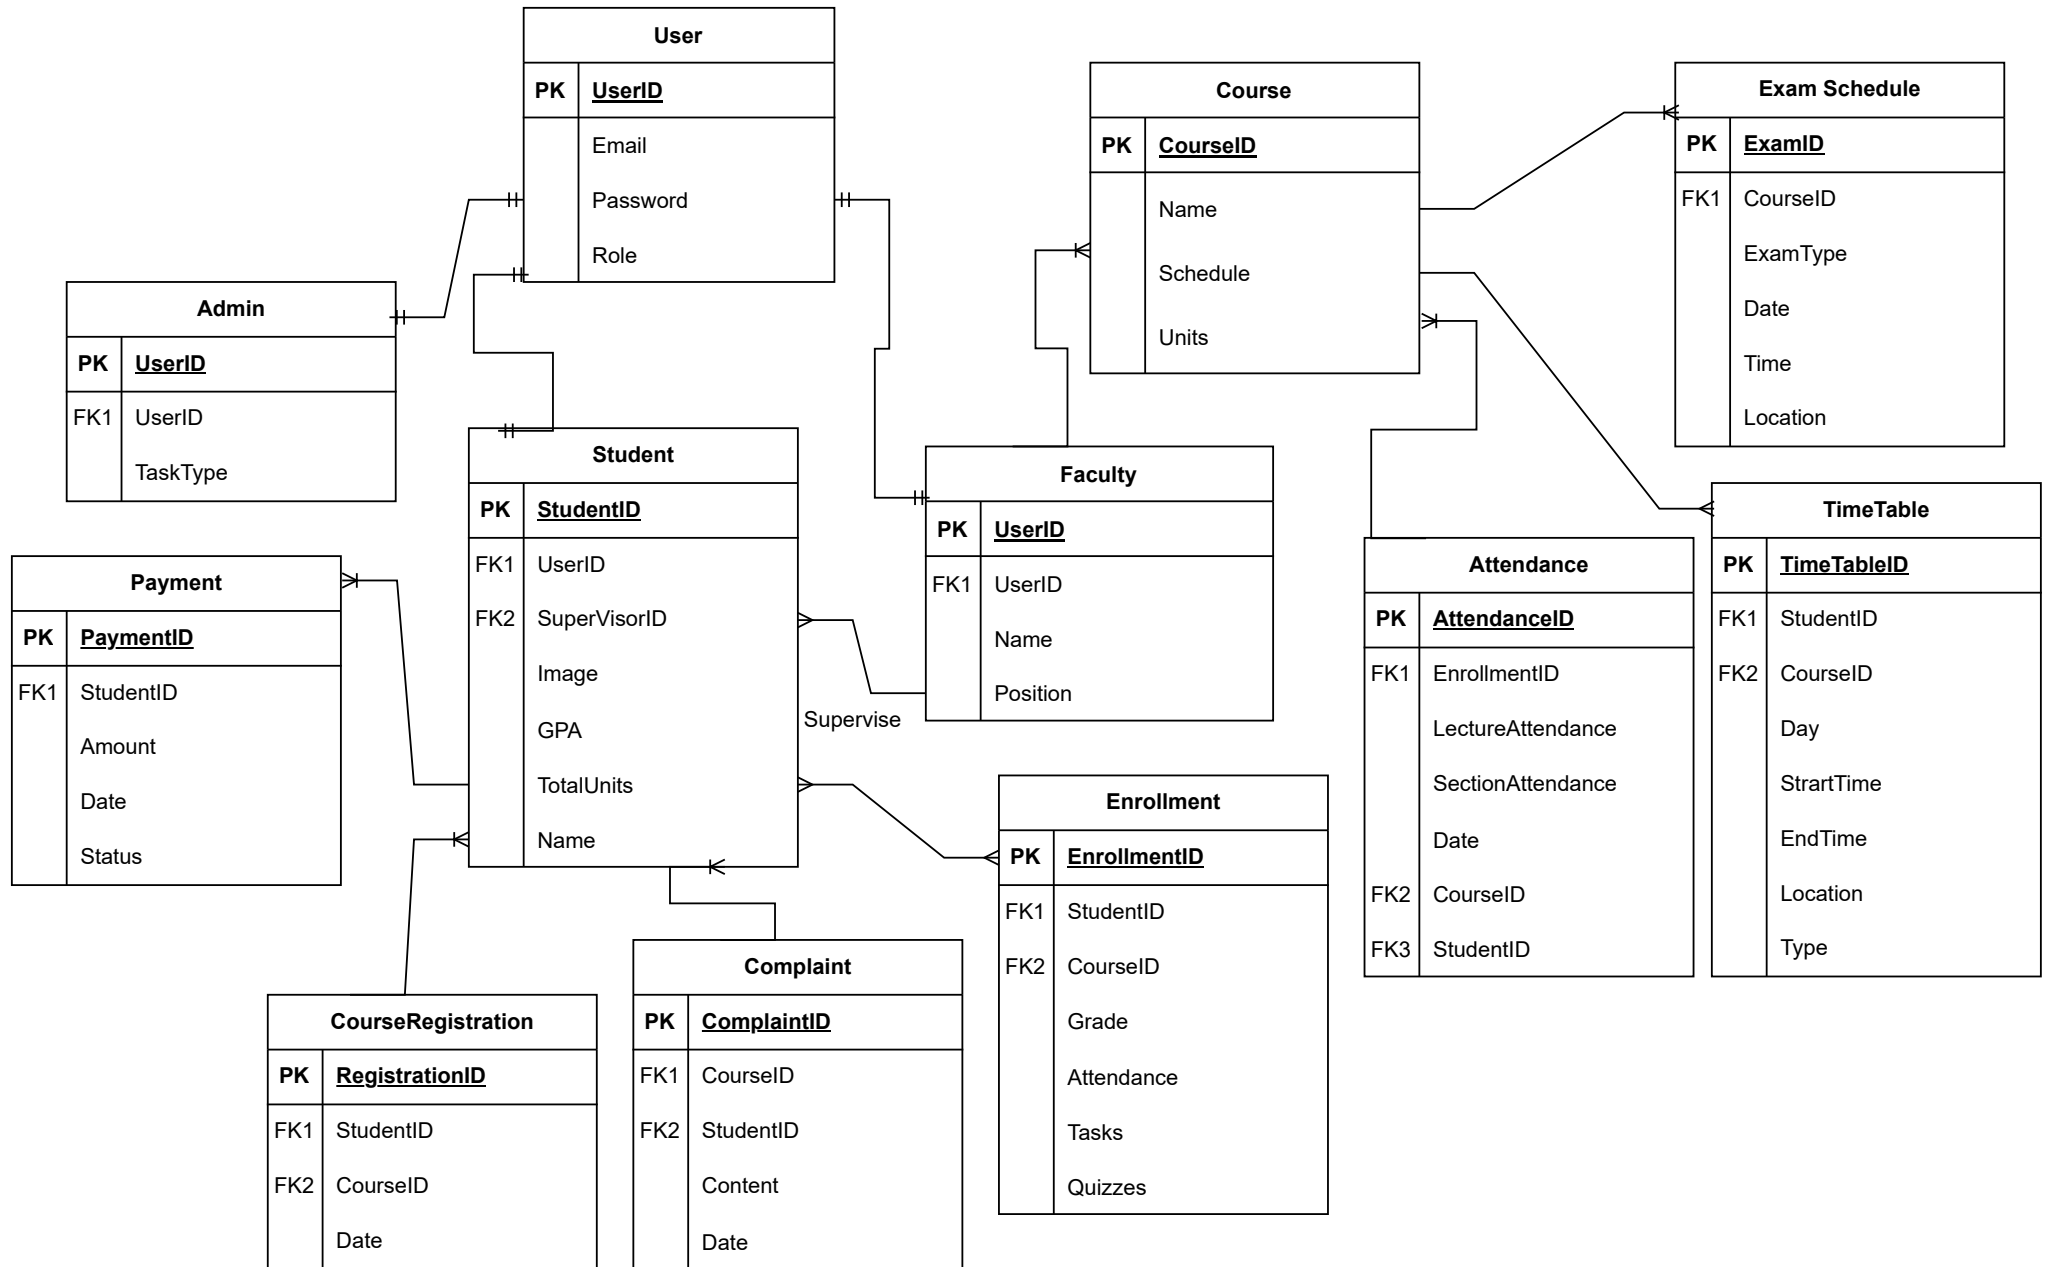 User
PK UserID
Email
Password
Role
Course
PK CourseID
Name
Schedule
Units
Exam Schedule
PK ExamID
FK1 CourseID
ExamType
Date
Time
Location
Admin
PK UserID
FK1 UserID
TaskType
Student
PK StudentID
FK1 UserID
FK2 SuperVisorID
Image
GPA
TotalUnits
Name
Faculty
PK UserID
FK1 UserID
Name
Position
Supervise
TimeTable
PK TimeTableID
FK1 StudentID
FK2 CourseID
Day
StrartTime
EndTime
Location
Type
Attendance
PK AttendanceID
FK1 EnrollmentID
LectureAttendance
SectionAttendance
Date
FK2 CourseID
FK3 StudentID
Payment
PK PaymentID
FK1 StudentID
Amount
Date
Status
Enrollment
PK EnrollmentID
FK1 StudentID
FK2 CourseID
Grade
Attendance
Tasks
Quizzes
Complaint
PK ComplaintID
FK1 CourseID
FK2 StudentID
Content
Date
CourseRegistration
PK RegistrationID
FK1 StudentID
FK2 CourseID
Date